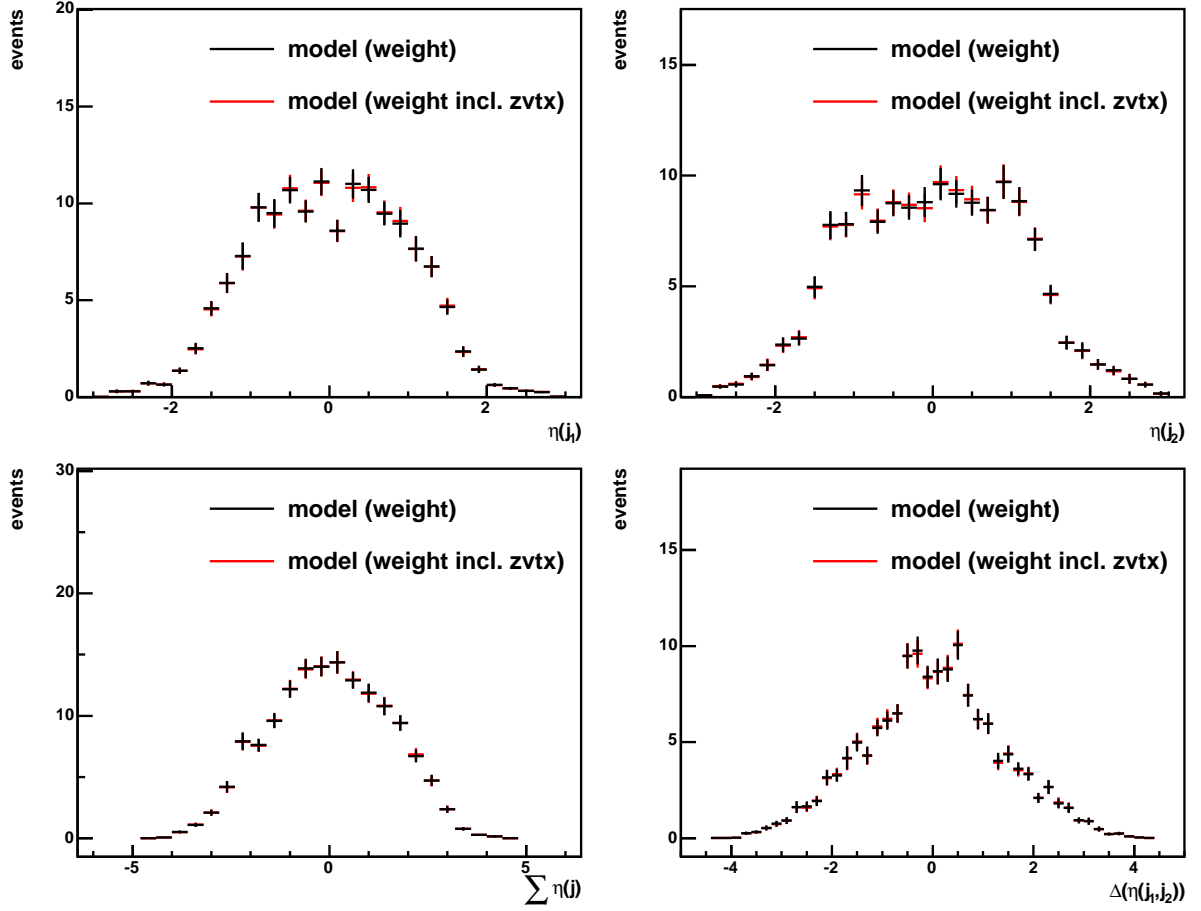 events
20
15
10
5
0
model (weight)
model (weight incl. zvtx)
-2 0 2
η(j₁)
events
15
10
5
0
model (weight)
model (weight incl. zvtx)
-2 0 2
η(j₂)
events
30
20
10
0
model (weight)
model (weight incl. zvtx)
-5 0 5
∑ η(j)
events
15
10
5
0
model (weight)
model (weight incl. zvtx)
-4 -2 0 2 4
Δ(η(j₁,j₂))